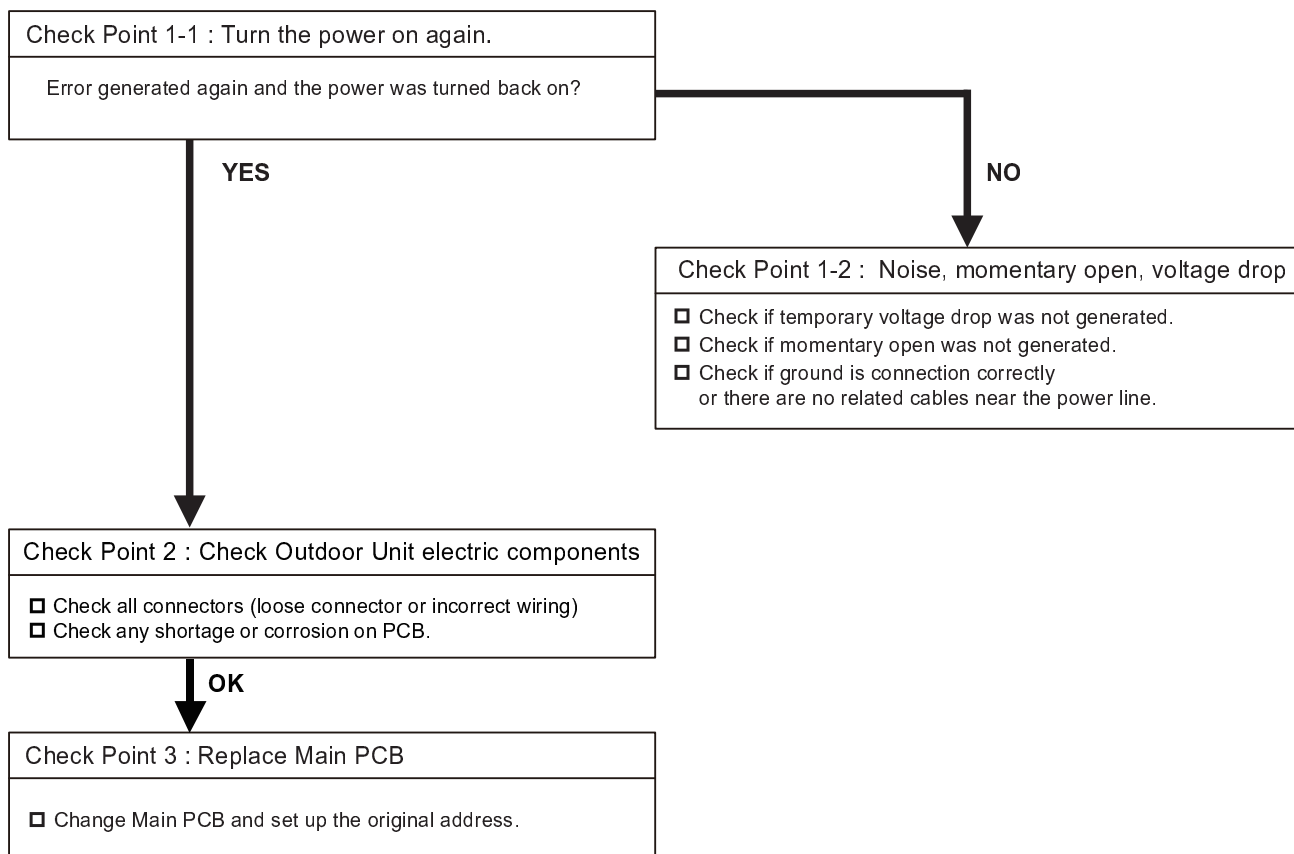 Check Point 1-1 : Turn the power on again.
Error generated again and the power was turned back on?
YES
NO
Check Point 1-2 : Noise, momentary open, voltage drop
Check if temporary voltage drop was not generated.
Check if momentary open was not generated.
Check if ground is connection correctly
or there are no related cables near the power line.
Check Point 2 : Check Outdoor Unit electric components
Check all connectors (loose connector or incorrect wiring)
Check any shortage or corrosion on PCB.
OK
Check Point 3 : Replace Main PCB
Change Main PCB and set up the original address.